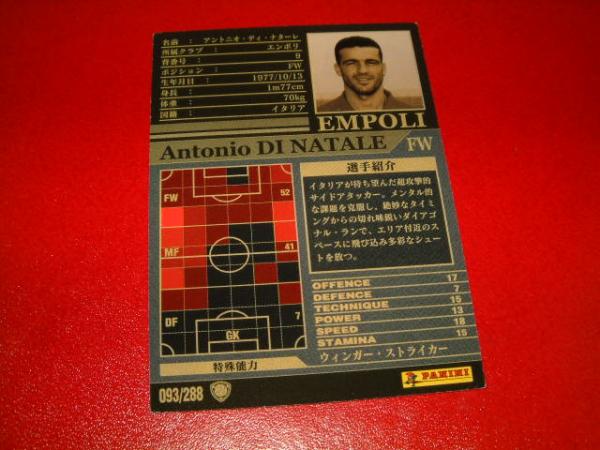 名前 : アントニオ・ディ・ナターレ
所属クラブ : エンポリ
背番号 : 9
ポジション : FW
生年月日 : 1977/10/13
身長 : 1m77cm
体重 : 70kg
国籍 : イタリア
EMPOLI
Antonio DI NATALE FW
FW 52
MF 41
DF 7
GK
特殊能力
選手紹介
イタリアが待ち望んだ超攻撃的
サイドアタッカー。メンタル的
な課題を克服し、絶妙なタイミ
ングからの切れ味鋭いダイアゴ
ナル・ランで、エリア付近のス
ペースに飛び込み多彩なシュー
トを放つ。
OFFENCE 17
DEFENCE 7
TECHNIQUE 15
POWER 13
SPEED 18
STAMINA 15
ウィンガー・ストライカー
093/288
PANINI